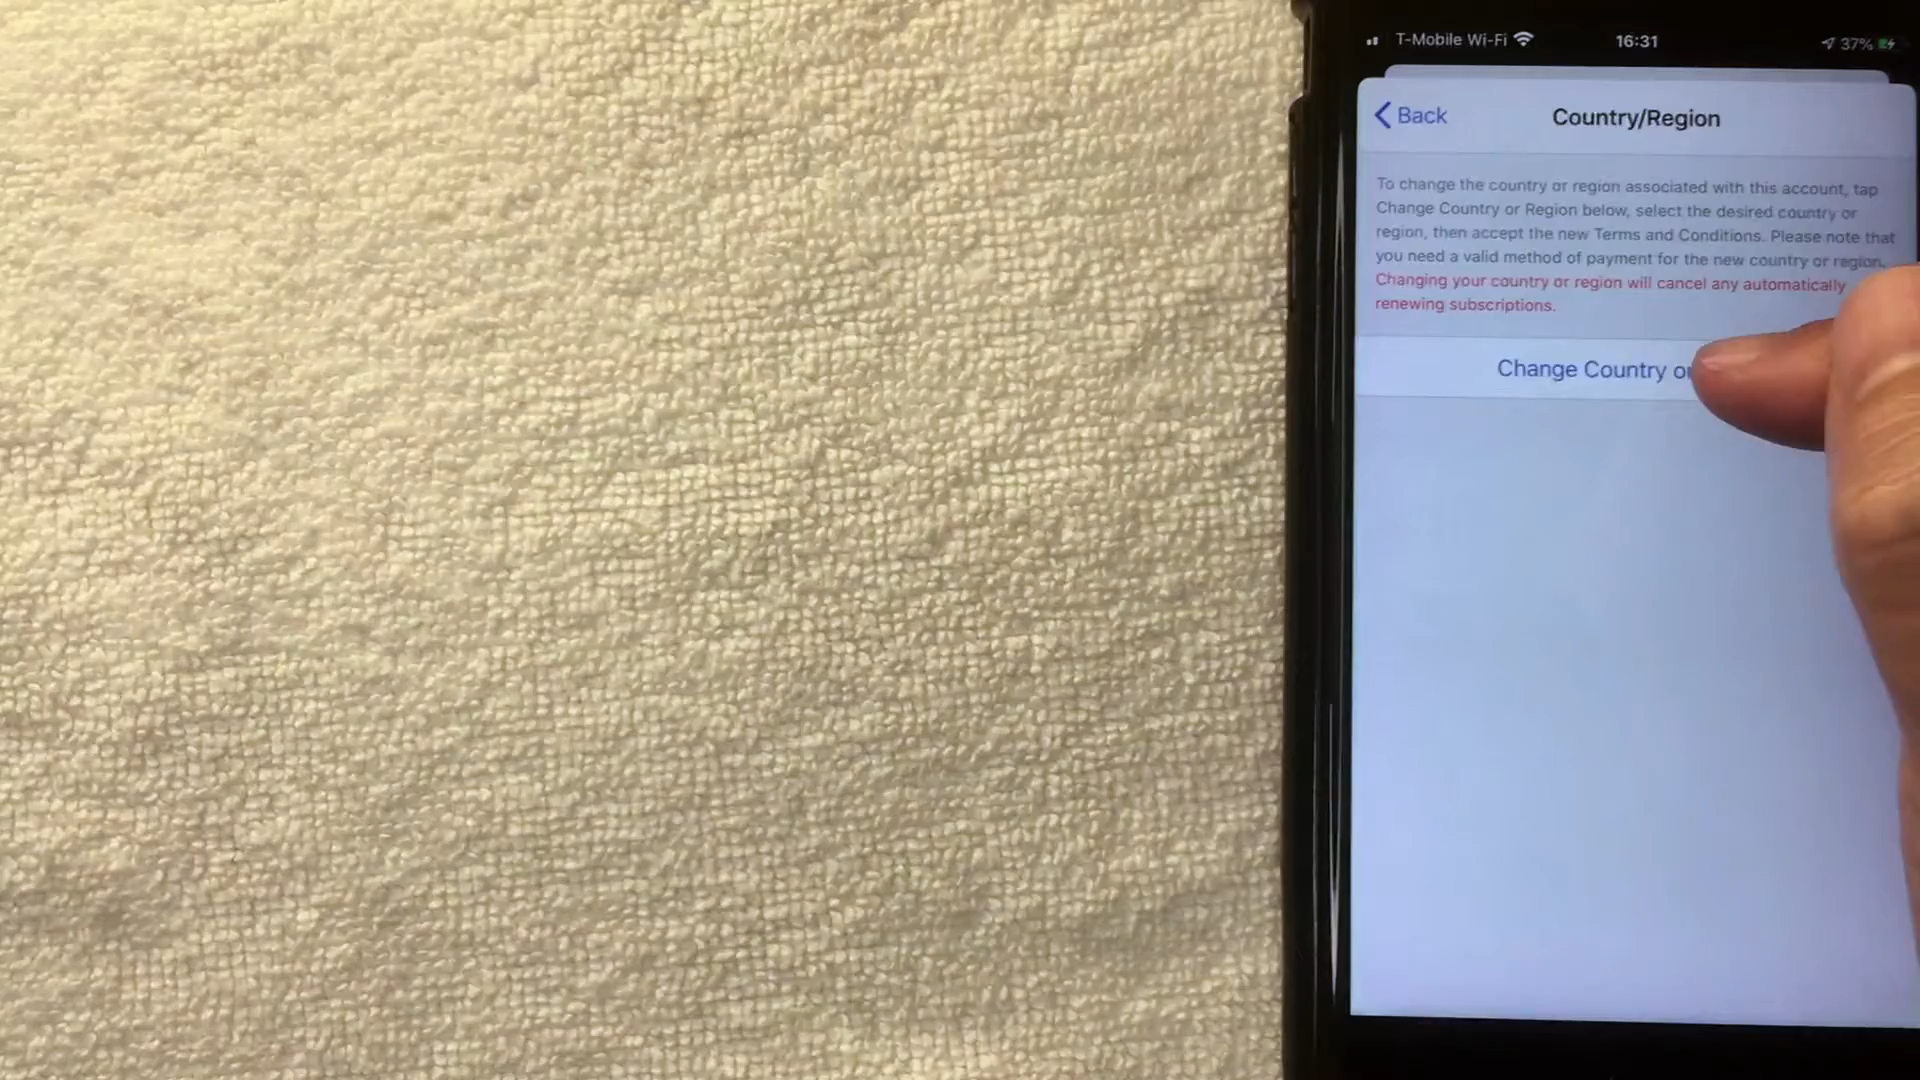 T-Mobile Wi-Fi 16:31 37%
Back Country/Region
To change the country or region associated with this account, tap
Change Country or Region below, select the desired country or
region, then accept the new Terms and Conditions. Please note that
you need a valid method of payment for the new country or region.
Changing your country or region will cancel any automatically
renewing subscriptions.
Change Country or